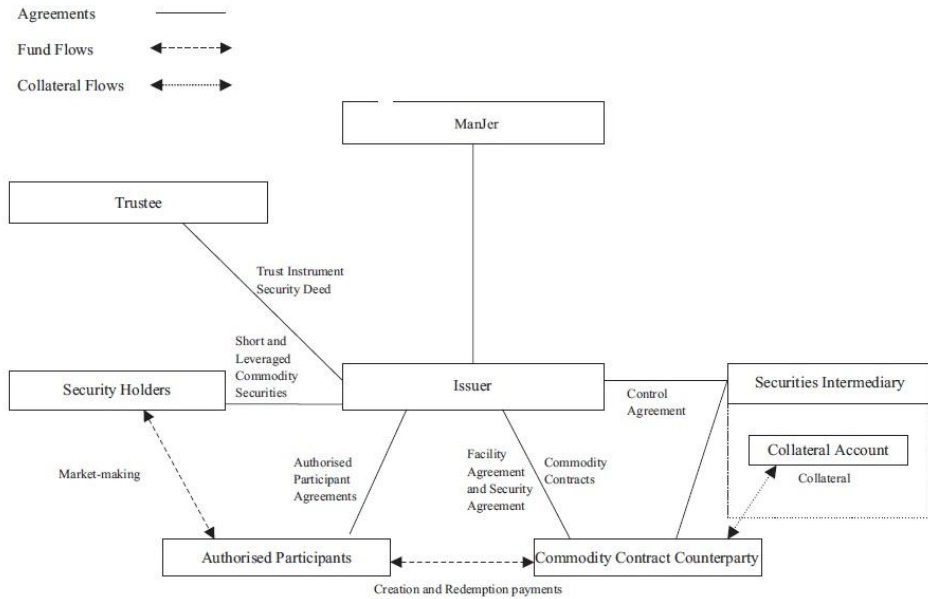 Agreements
Fund Flows
Collateral Flows
ManJer
Trustee
Trust Instrument
Security Deed
Short and
Leveraged
Commodity
Securities
Security Holders
Issuer
Securities Intermediary
Control
Agreement
Collateral Account
Collateral
Market-making
Authorised
Participant
Agreements
Facility
Agreement
and Security
Agreement
Commodity
Contracts
Authorised Participants
Commodity Contract Counterparty
Creation and Redemption payments